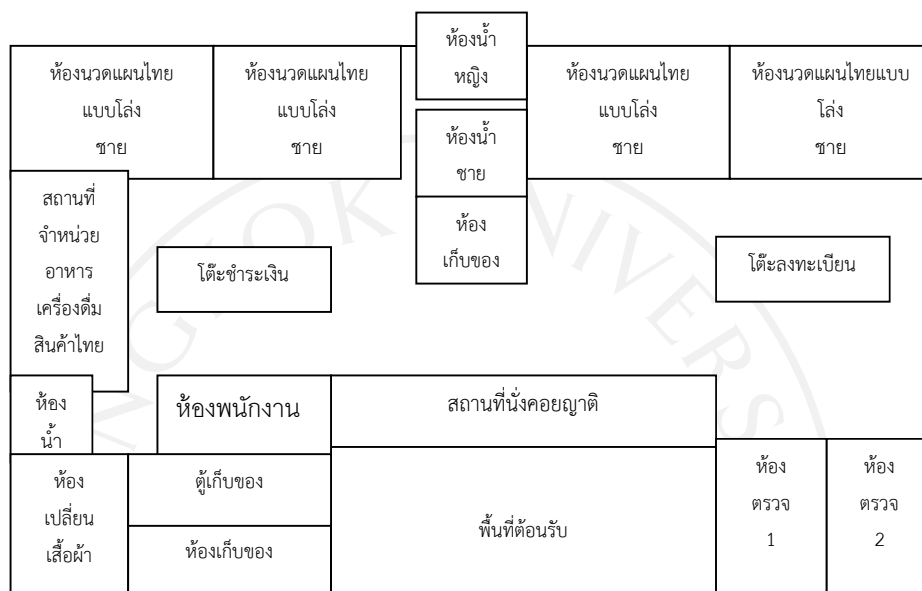 ห้องน้ำ
หญิง
ห้องนวดแผนไทย
แบบโล่ง
ชาย
ห้องนวดแผนไทย
แบบโล่ง
ชาย
ห้องนวดแผนไทย
แบบโล่ง
ชาย
ห้องนวดแผนไทยแบบ
โล่ง
ชาย
ห้องน้ำ
ชาย
ห้อง
เก็บของ
สถานที่
จำหน่วย
อาหาร
เครื่องดื่ม
สินค้าไทย
โต๊ะชำระเงิน
โต๊ะลงทะเบียน
ห้อง
น้ำ
ห้องพนักงาน
สถานที่นั่งคอยญาติ
ห้อง
เปลี่ยน
เสื้อผ้า
ตู้เก็บของ
ห้องเก็บของ
พื้นที่ต้อนรับ
ห้อง
ตรวจ
1
ห้อง
ตรวจ
2
NGKOK UNIVERS